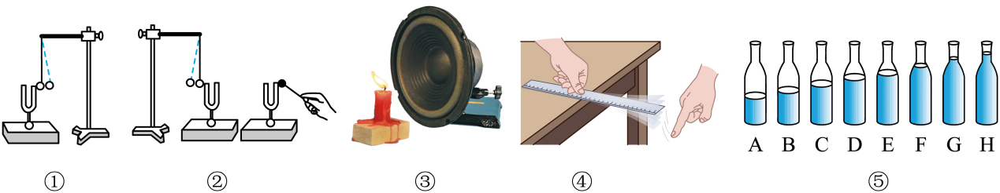 A B C D E F G H
① ② ③ ④ ⑤